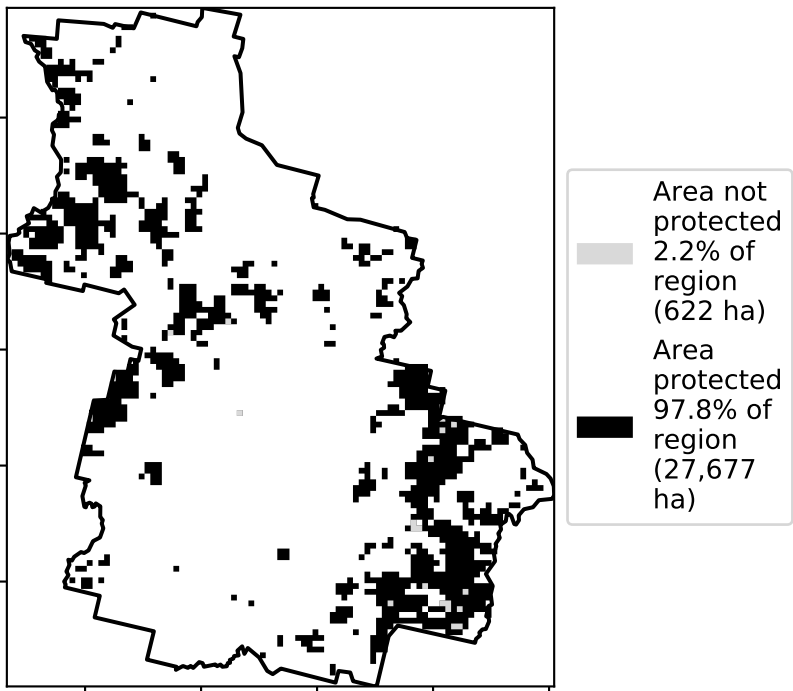 Area not
protected
2.2% of
region
(622 ha)
Area
protected
97.8% of
region
(27,677
ha)